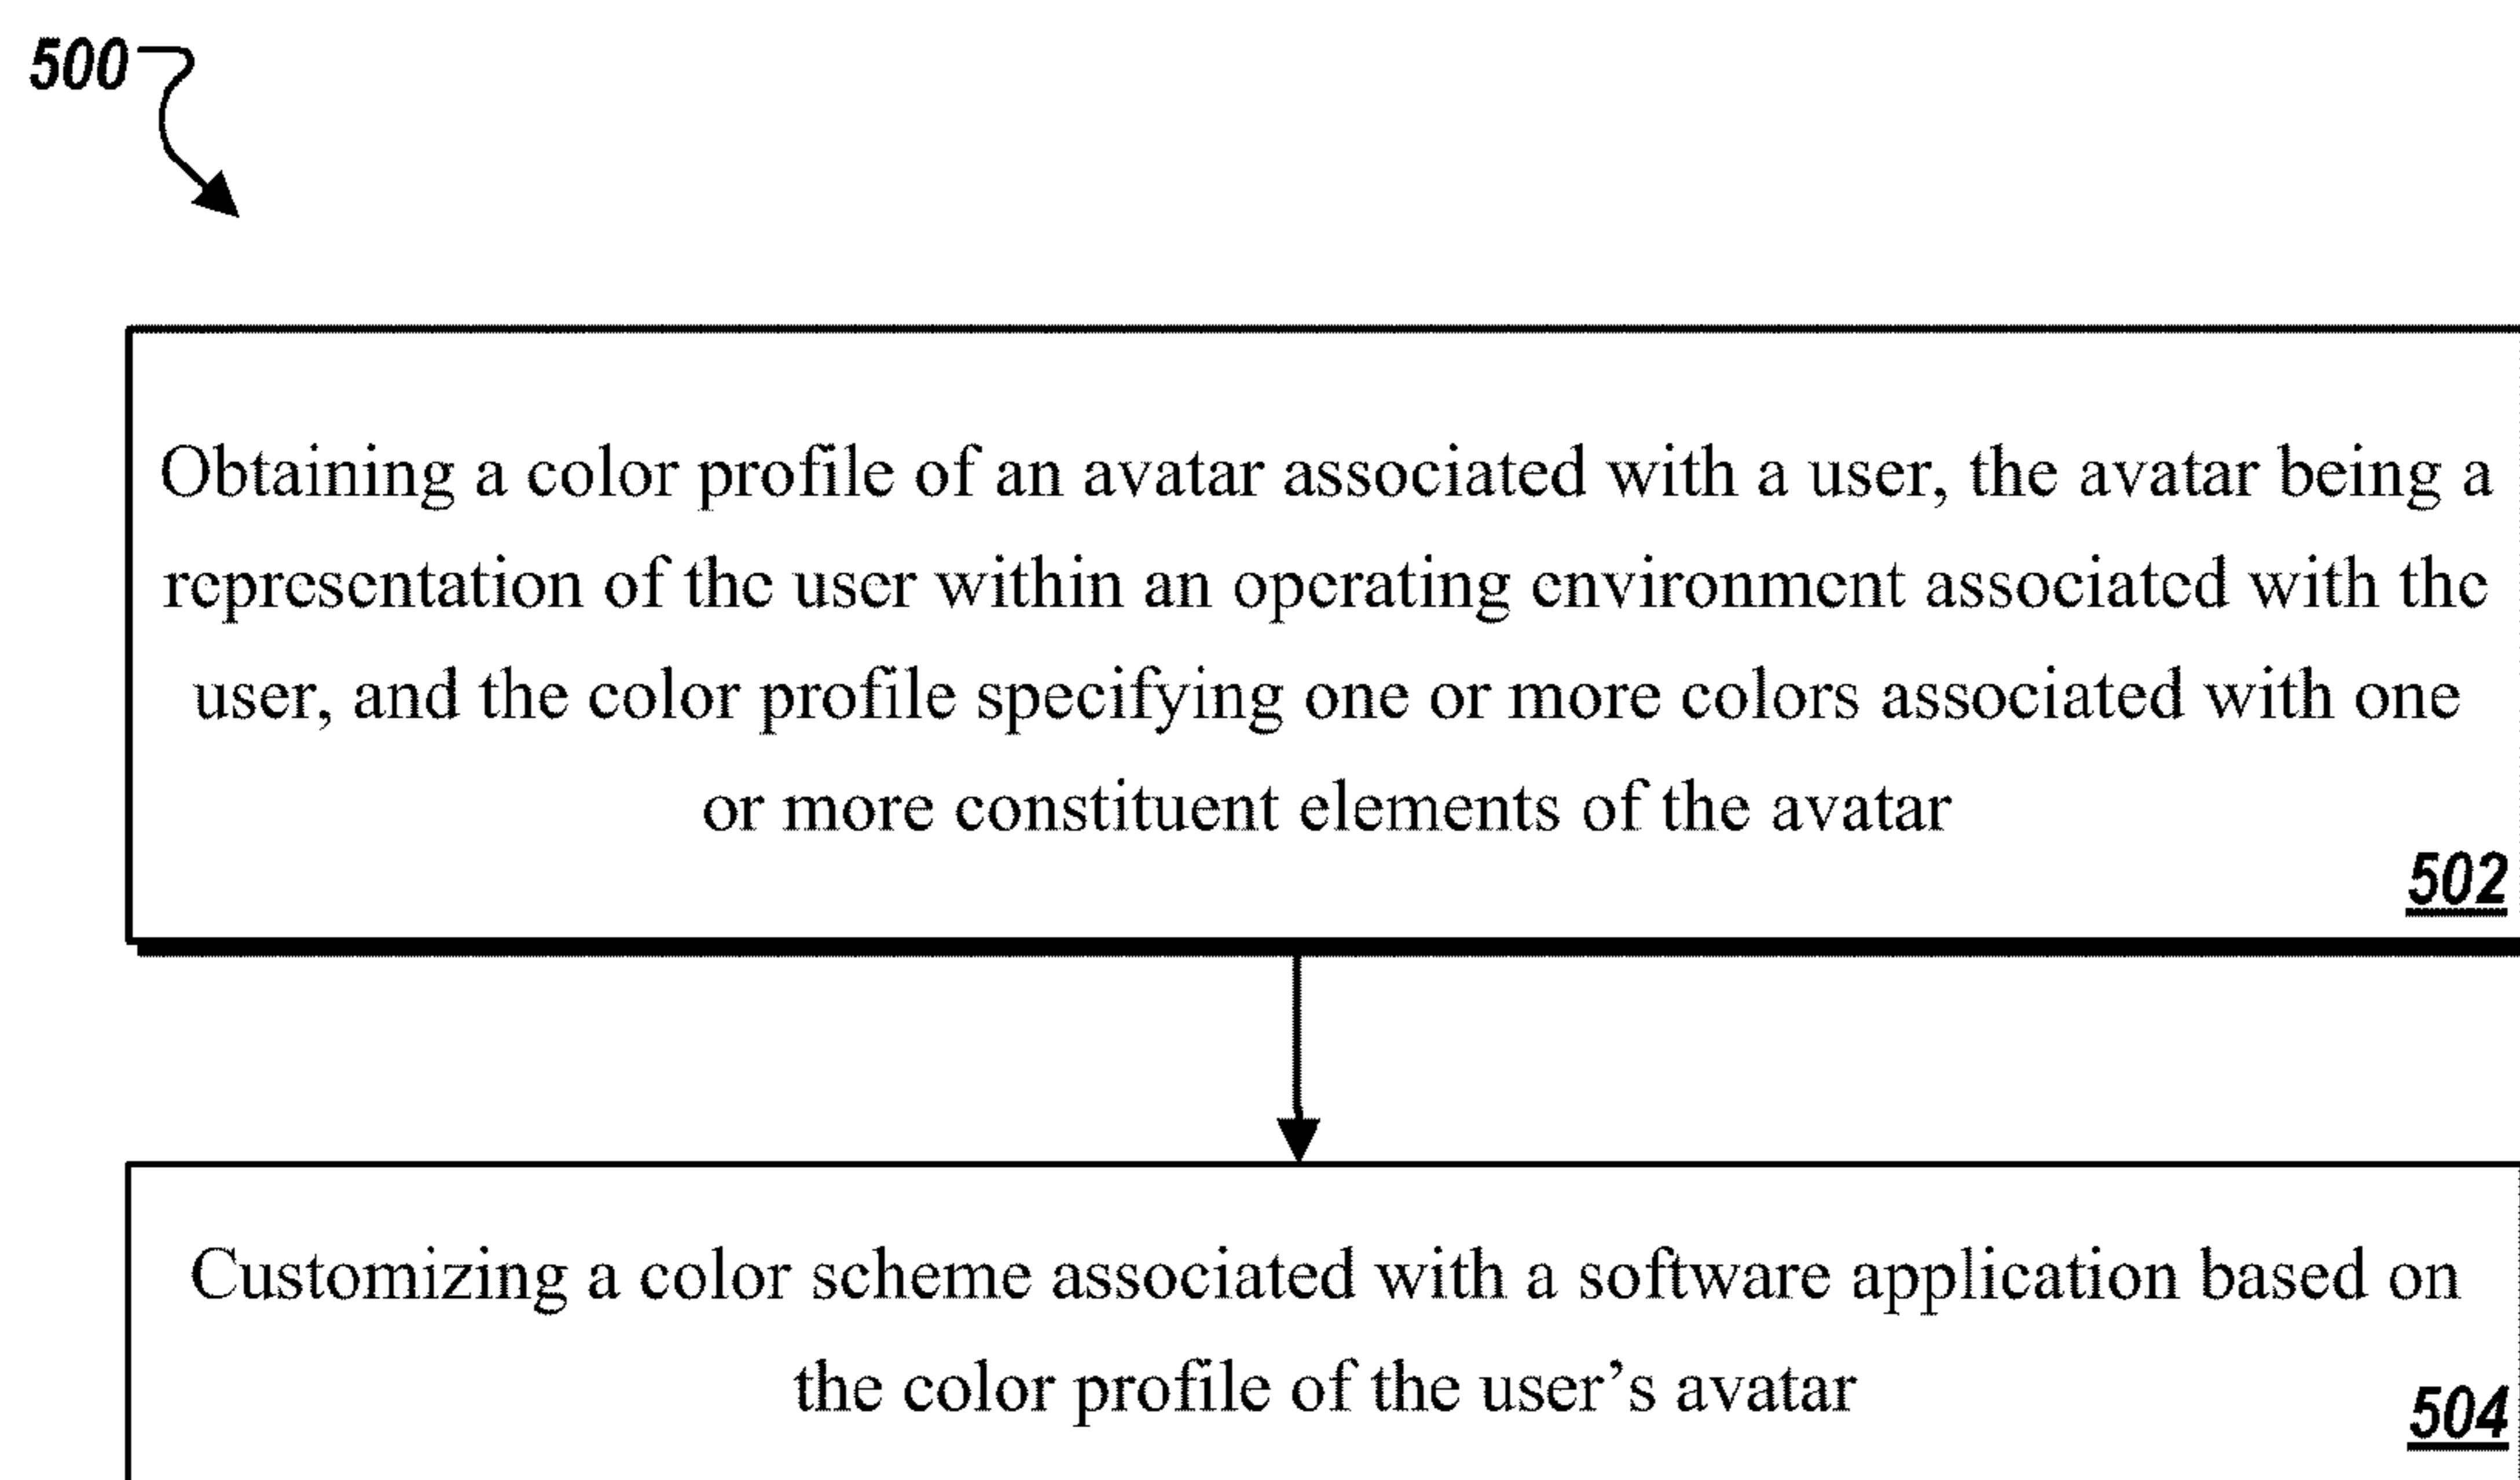 500
Obtaining a color profile of an avatar associated with a user, the avatar being a
representation of the user within an operating environment associated with the
user, and the color profile specifying one or more colors associated with one
or more constituent elements of the avatar
502
Customizing a color scheme associated with a software application based on
the color profile of the user’s avatar
504